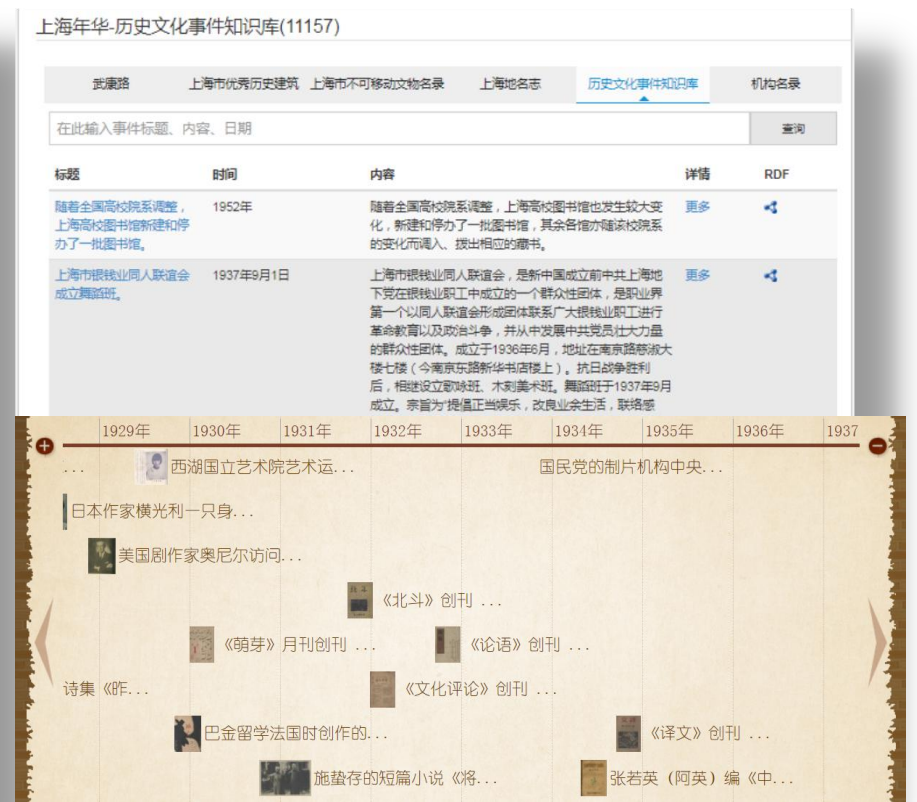 上海年华-历史文化事件知识库(11157)
武康路 上海市优秀历史建筑 上海市不可移动文物名录 上海地名志 历史文化事件知识库 机构名录
在此输入事件标题、内容、日期 查询
标题 时间 内容 详情 RDF
随着全国高校院系调整，上海高校图书馆新建和停办了一批图书馆。 1952年 随着全国高校院系调整，上海高校图书馆也发生较大变 更多
化，新建和停办了一批图书馆，其余各馆亦随该校院系
的变化而调入、拨出相应的藏书。
上海市银钱业同人联谊会成立舞蹈班。 1937年9月1日 上海市银钱业同人联谊会，是新中国成立前中共上海地 更多
下党在银钱业职工中成立的一个群众性团体，是职业界
第一个以同人联谊会形成团体联系广大银钱业职工进行
革命教育以及政治斗争，并从中发展中共党员壮大力量
的群众性团体。成立于1936年6月，地址在南京路慈淑大
楼七楼（今南京东路新华书店楼上）。抗日战争胜利
后，相继设立歌咏班、木刻美术班。舞蹈班于1937年9月
成立。宗旨为“提倡正当娱乐，改良业余生活，联络感
1929年 1930年 1931年 1932年 1933年 1934年 1935年 1936年 1937
... 西湖国立艺术院艺术运... 国民党的制片机构中央...
日本作家横光利一只身...
美国剧作家奥尼尔访问...
《北斗》创刊 ...
《萌芽》月刊创刊 ... 《论语》创刊 ...
诗集《昨... 《文化评论》创刊 ...
巴金留学法国时创作的... 《译文》创刊 ...
施蛰存的短篇小说《将... 张若英（阿英）编《中...